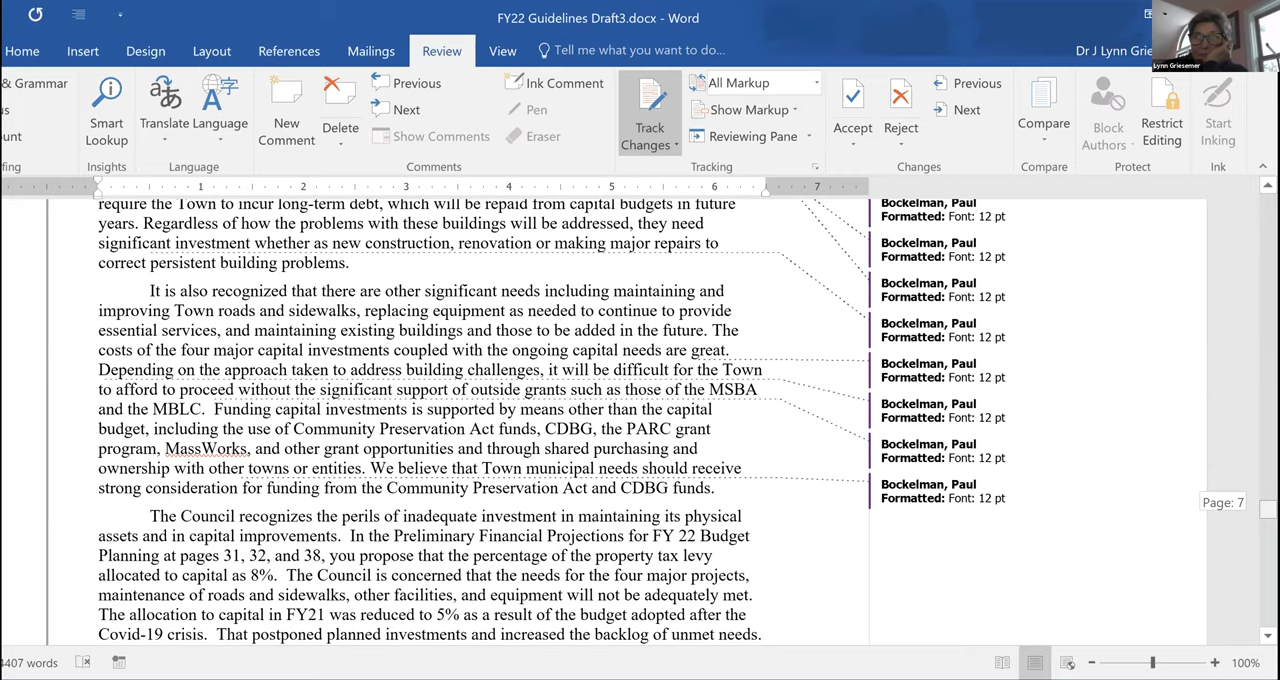 FY22 Guidelines Draft3.docx - Word
Home Insert Design Layout References Mailings Review View Tell me what you want to do... Dr J Lynn Grie
Lynn Griesemer
& Grammar
Smart Lookup
Insights
Translate Language
Language
New Comment
Delete
Previous
Next
Show Comments
Ink Comment
Pen
Eraser
Comments
Track Changes
All Markup
Show Markup
Reviewing Pane
Tracking
Accept
Reject
Previous
Next
Changes
Compare
Compare
Block Authors
Restrict Editing
Protect
Start Inking
Ink
1 2 3 4 5 6 7
require the Town to incur long-term debt, which will be repaid from capital budgets in future
years. Regardless of how the problems with these buildings will be addressed, they need
significant investment whether as new construction, renovation or making major repairs to
correct persistent building problems.
It is also recognized that there are other significant needs including maintaining and
improving Town roads and sidewalks, replacing equipment as needed to continue to provide
essential services, and maintaining existing buildings and those to be added in the future. The
costs of the four major capital investments coupled with the ongoing capital needs are great.
Depending on the approach taken to address building challenges, it will be difficult for the Town
to afford to proceed without the significant support of outside grants such as those of the MSBA
and the MBLC. Funding capital investments is supported by means other than the capital
budget, including the use of Community Preservation Act funds, CDBG, the PARC grant
program, MassWorks, and other grant opportunities and through shared purchasing and
ownership with other towns or entities. We believe that Town municipal needs should receive
strong consideration for funding from the Community Preservation Act and CDBG funds.
The Council recognizes the perils of inadequate investment in maintaining its physical
assets and in capital improvements. In the Preliminary Financial Projections for FY 22 Budget
Planning at pages 31, 32, and 38, you propose that the percentage of the property tax levy
allocated to capital as 8%. The Council is concerned that the needs for the four major projects,
maintenance of roads and sidewalks, other facilities, and equipment will not be adequately met.
The allocation to capital in FY21 was reduced to 5% as a result of the budget adopted after the
Covid-19 crisis. That postponed planned investments and increased the backlog of unmet needs.
Bockelman, Paul
Formatted: Font: 12 pt
Bockelman, Paul
Formatted: Font: 12 pt
Bockelman, Paul
Formatted: Font: 12 pt
Bockelman, Paul
Formatted: Font: 12 pt
Bockelman, Paul
Formatted: Font: 12 pt
Bockelman, Paul
Formatted: Font: 12 pt
Bockelman, Paul
Formatted: Font: 12 pt
Bockelman, Paul
Formatted: Font: 12 pt
Page: 7
4407 words
100%